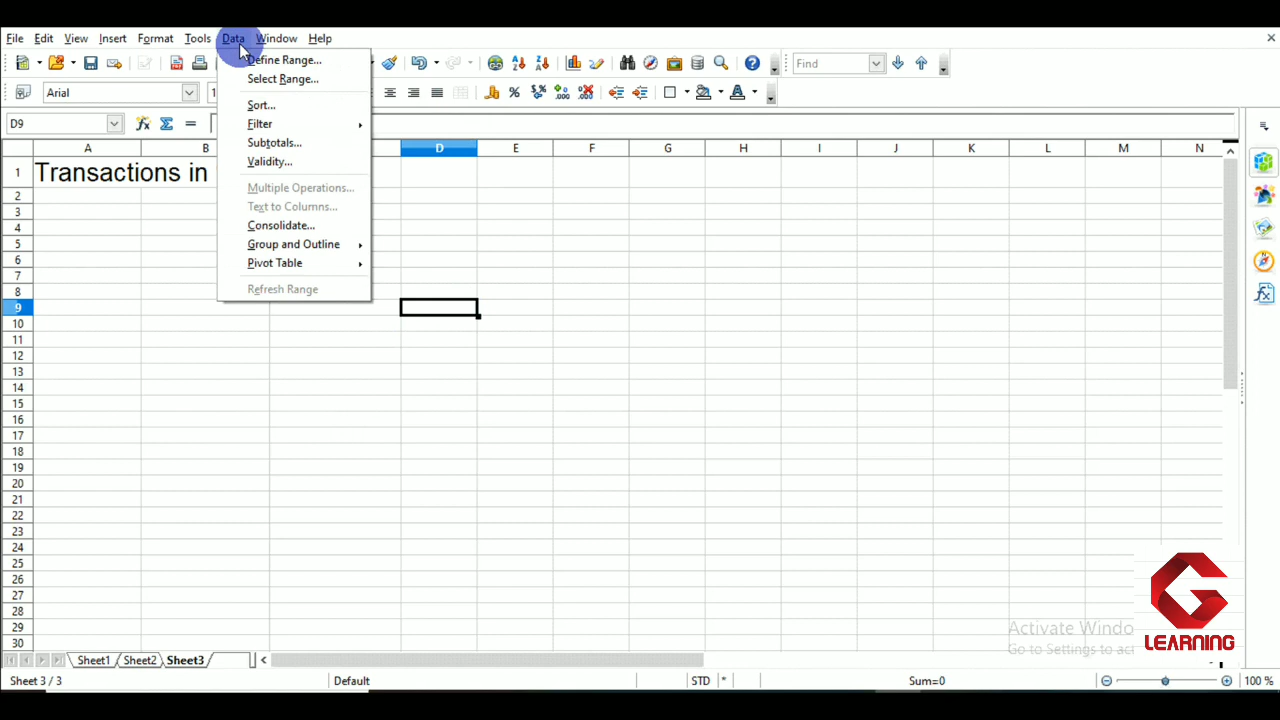 File Edit View Insert Format Tools Data Window Help
Find
Arial 1
D9
A B D E F G H I J K L M N
1 Transactions in
2
3
4
5
6
7
8
9
10
11
12
13
14
15
16
17
18
19
20
21
22
23
24
25
26
27
28
29
30
Define Range...
Select Range...
Sort...
Filter
Subtotals...
Validity...
Multiple Operations...
Text to Columns...
Consolidate...
Group and Outline
Pivot Table
Refresh Range
Activate Windo
Go to Settings to act
LEARNING
Sheet1 Sheet2 Sheet3
Sheet 3 / 3 Default STD * Sum=0 100 %